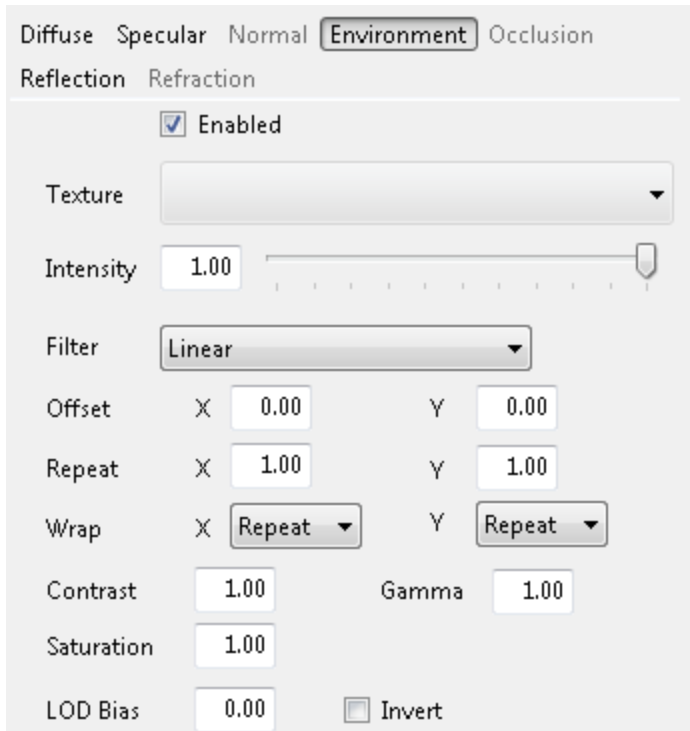 Diffuse Specular Normal Environment Occlusion
Reflection Refraction
Enabled
Texture
Intensity 1.00
Filter Linear
Offset X 0.00 Y 0.00
Repeat X 1.00 Y 1.00
Wrap X Repeat Y Repeat
Contrast 1.00 Gamma 1.00
Saturation 1.00
LOD Bias 0.00 Invert